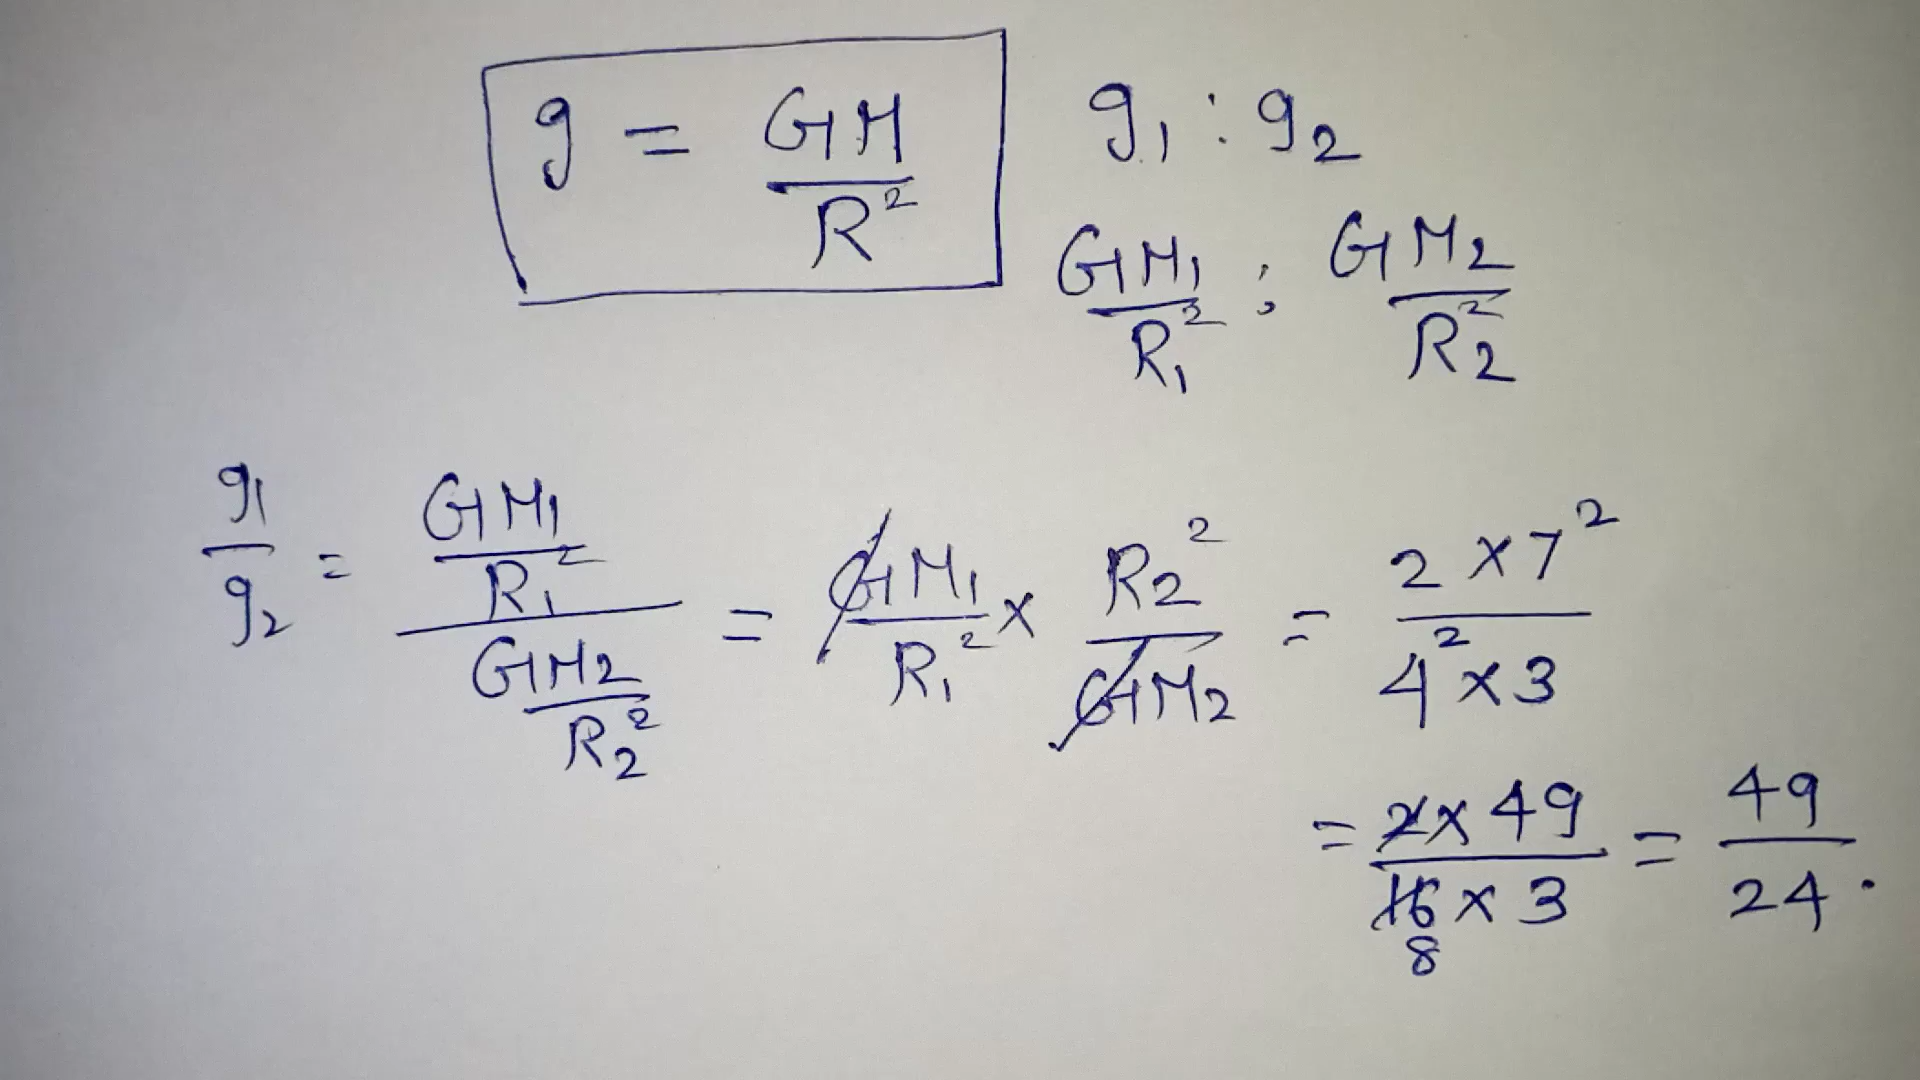 g = GM/R²
g₁ : g₂
GM₁/R₁² : GM₂/R₂²
g₁/g₂ = (GM₁/R₁²)/(GM₂/R₂²) = GM₁/R₁² × R₂²/GM₂ = 2×7²/4²×3
= 2×49/16×3 = 49/24.
8